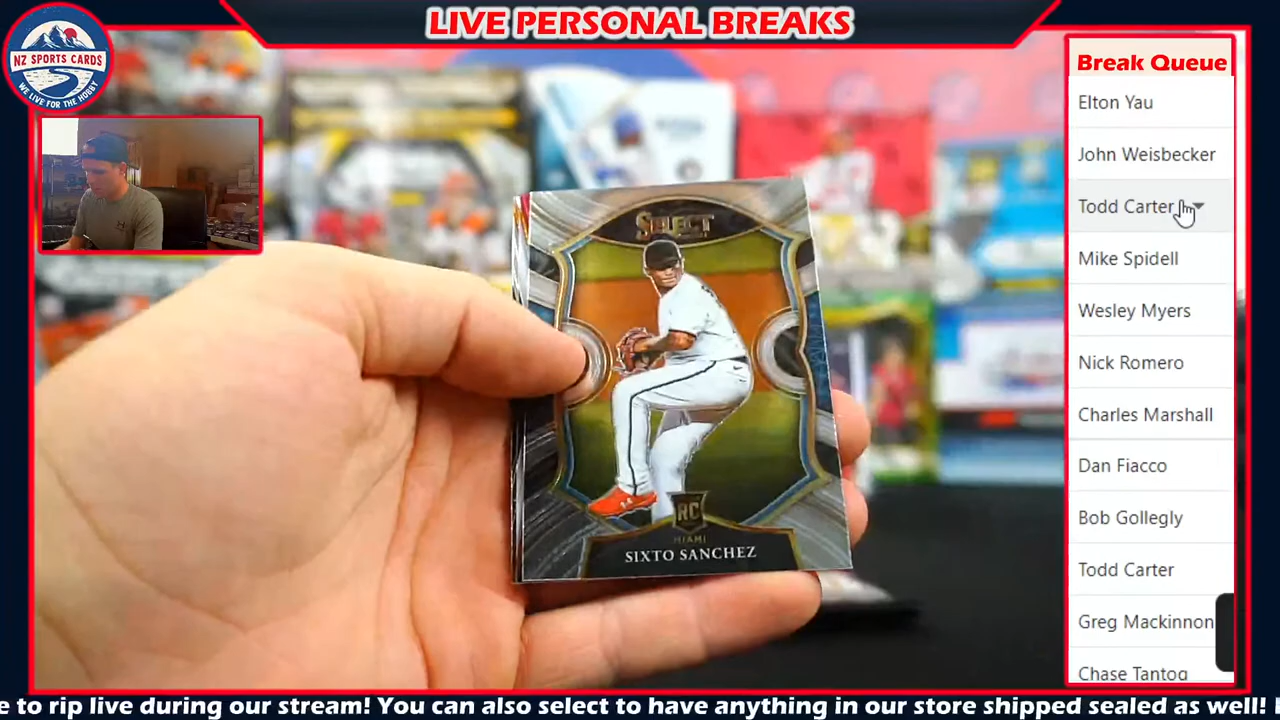 LIVE PERSONAL BREAKS
NZ SPORTS CARDS
WE LIVE FOR THE HOBBY
Break Queue
Elton Yau
John Weisbecker
Todd Carter
Mike Spidell
Wesley Myers
Nick Romero
Charles Marshall
Dan Fiacco
Bob Gollegly
Todd Carter
Greg Mackinnon
Chase Tantog
SELECT
RC
MIAMI
SIXTO SANCHEZ
e to rip live during our stream! You can also select to have anything in our store shipped sealed as well!